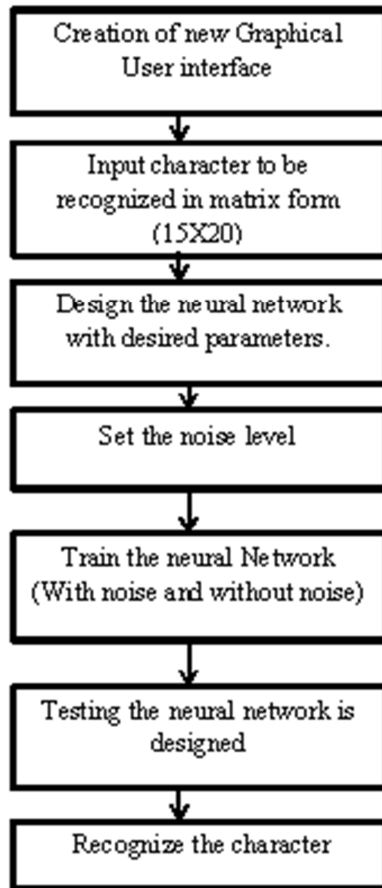 Creation of new Graphical
User interface
Input character to be
recognized in matrix form
(15X20)
Design the neural network
with desired parameters.
Set the noise level
Train the neural Network
(With noise and without noise)
Testing the neural network is
designed
Recognize the character